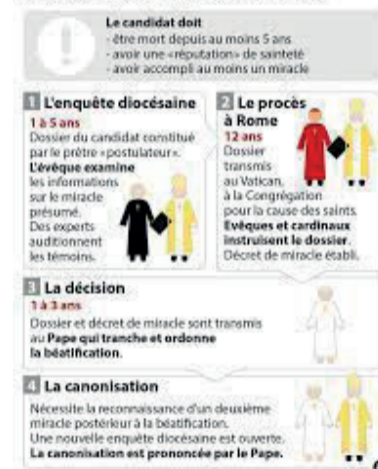 Le candidat doit
- être mort depuis au moins 5 ans
- avoir une «réputation» de sainteté
- avoir accompli au moins un miracle
1 L'enquête diocésaine
1 à 5 ans
Dossier du candidat constitué
par le prêtre «postulateur».
L'évêque examine
les informations
sur le miracle
présumé.
Des experts
auditionnent
les témoins.
2 Le procès
à Rome
12 ans
Dossier
transmis
au Vatican,
à la Congrégation
pour la cause des saints.
Evêques et cardinaux
instruisent le dossier.
Décret de miracle établi.
3 La décision
1 à 3 ans
Dossier et décret de miracle sont transmis
au Pape qui tranche et ordonne
la béatification.
4 La canonisation
Nécessite la reconnaissance d'un deuxième
miracle postérieur à la béatification.
Une nouvelle enquête diocésaine est ouverte.
La canonisation est prononcée par le Pape.